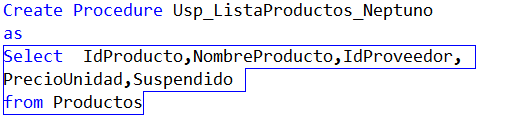 Create Procedure Usp_ListaProductos_Neptuno
as
Select  IdProducto,NombreProducto,IdProveedor,
PrecioUnidad,Suspendido
from Productos